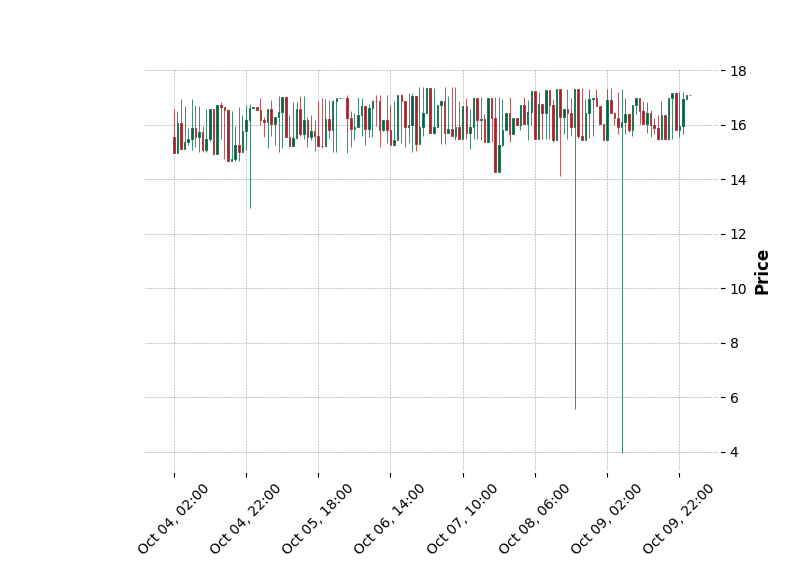 18
16
14
12
10
8
6
4
Price
Oct 04, 02:00
Oct 04, 22:00
Oct 05, 18:00
Oct 06, 14:00
Oct 07, 10:00
Oct 08, 06:00
Oct 09, 02:00
Oct 09, 22:00